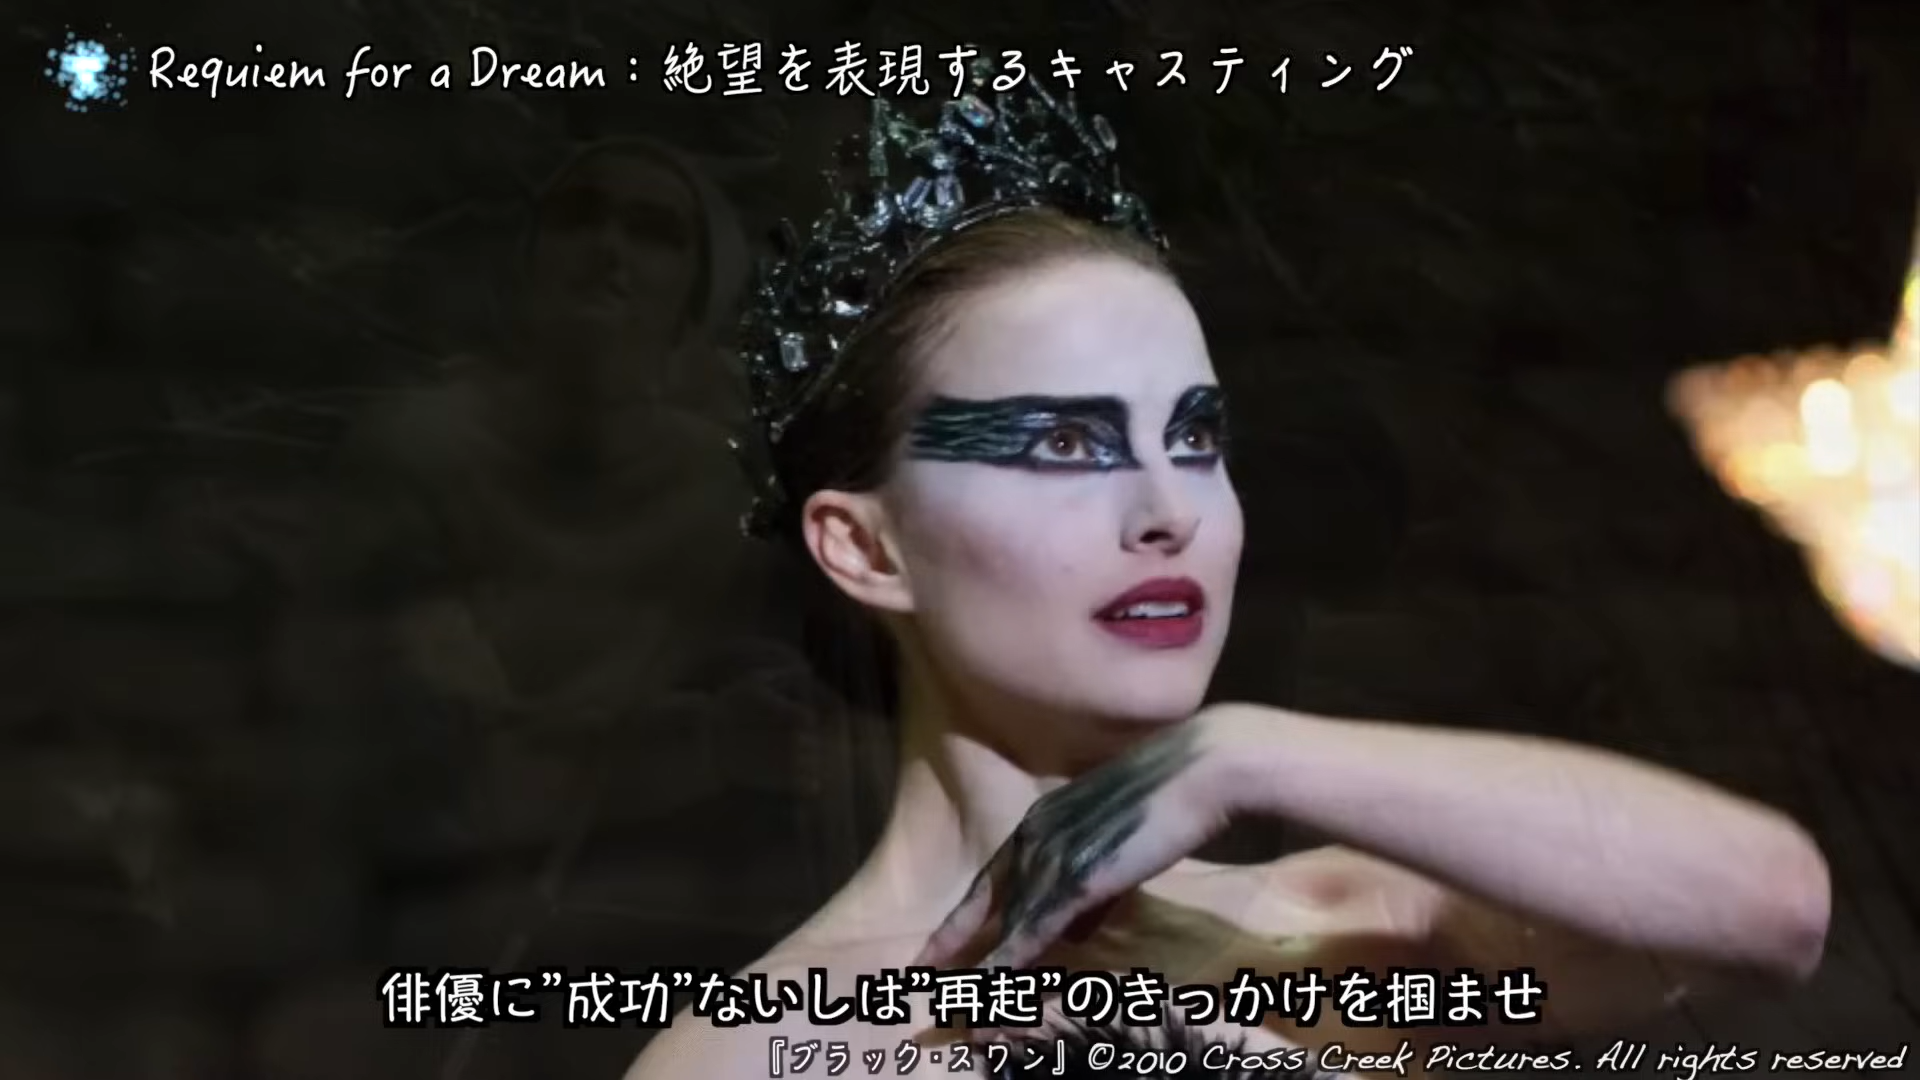 Requiem for a Dream：絶望を表現するキャスティング
俳優に”成功”ないしは”再起”のきっかけを掴ませ
『ブラック・スワン』©2010 Cross Creek Pictures. All rights reserved